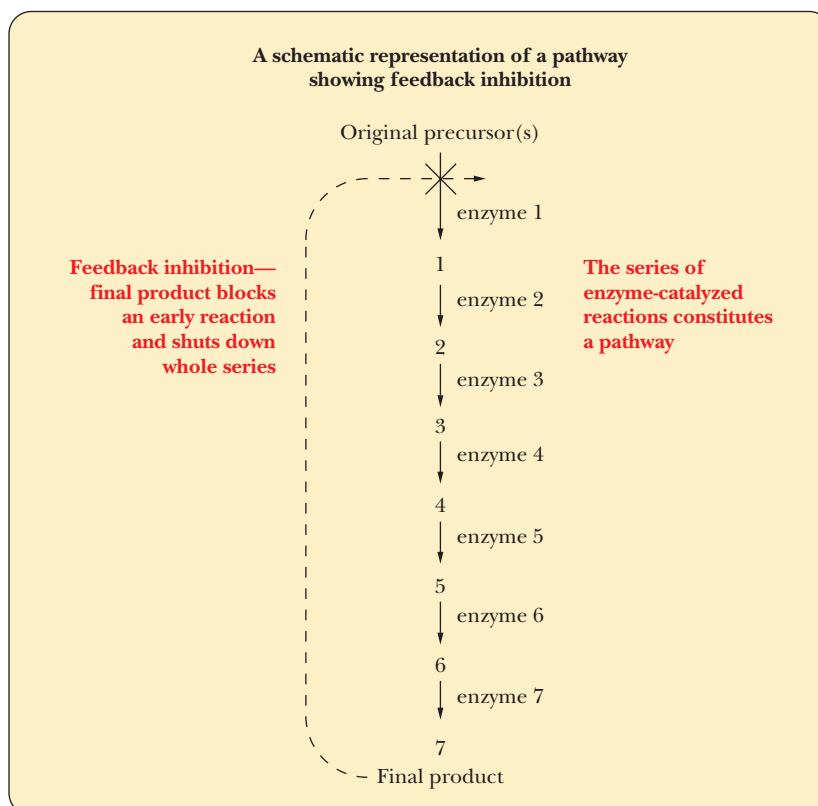 A schematic representation of a pathway
showing feedback inhibition
Original precursor(s)
enzyme 1
Feedback inhibition—
final product blocks
an early reaction
and shuts down
whole series
The series of
enzyme-catalyzed
reactions constitutes
a pathway
1
enzyme 2
2
enzyme 3
3
enzyme 4
4
enzyme 5
5
enzyme 6
6
enzyme 7
7
Final product